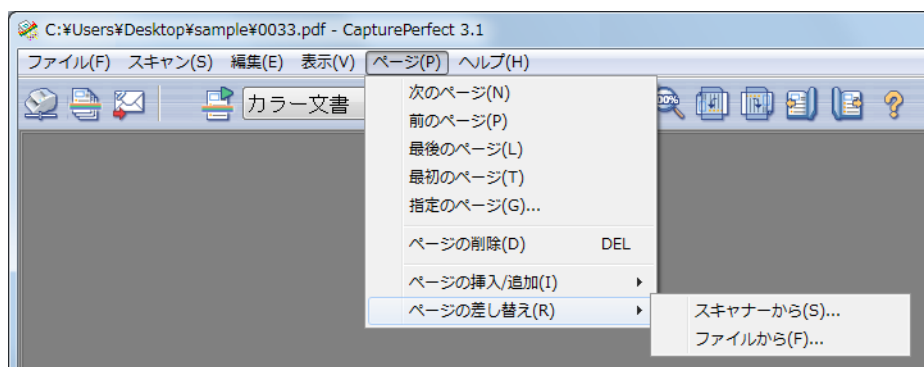 C:¥Users¥Desktop¥sample¥0033.pdf - CapturePerfect 3.1
ファイル(F) スキャン(S) 編集(E) 表示(V) ページ(P) ヘルプ(H)
カラー文書
100%
次のページ(N)
前のページ(P)
最後のページ(L)
最初のページ(T)
指定のページ(G)...
ページの削除(D) DEL
ページの挿入/追加(I)
ページの差し替え(R)
スキャナーから(S)...
ファイルから(F)...